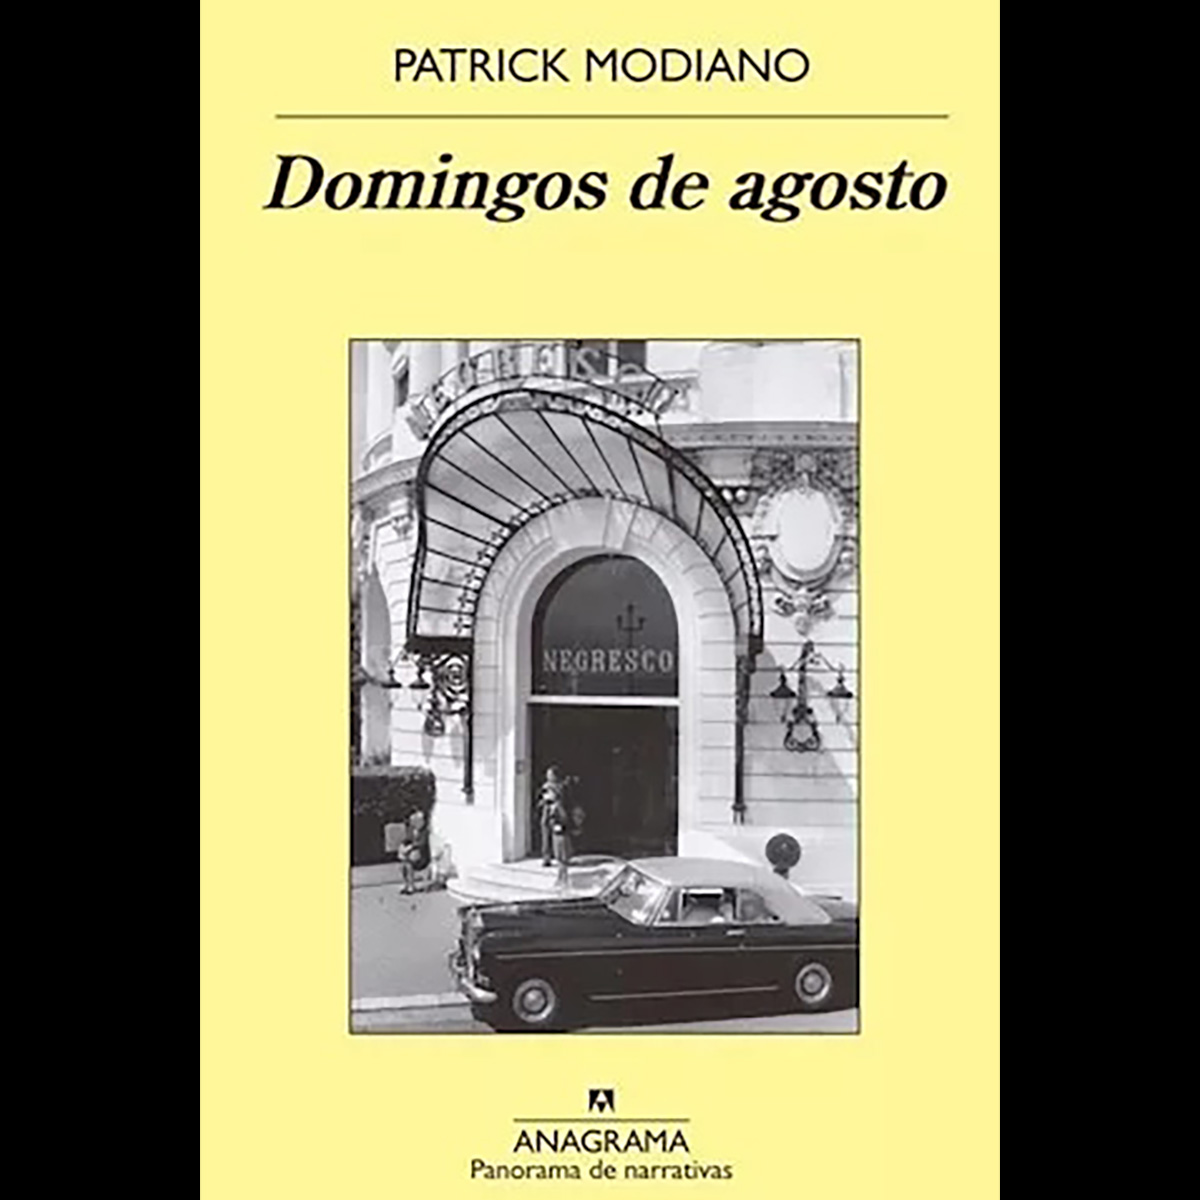 PATRICK MODIANO
Domingos de agosto
NEGRESCO
ANAGRAMA
Panorama de narrativas